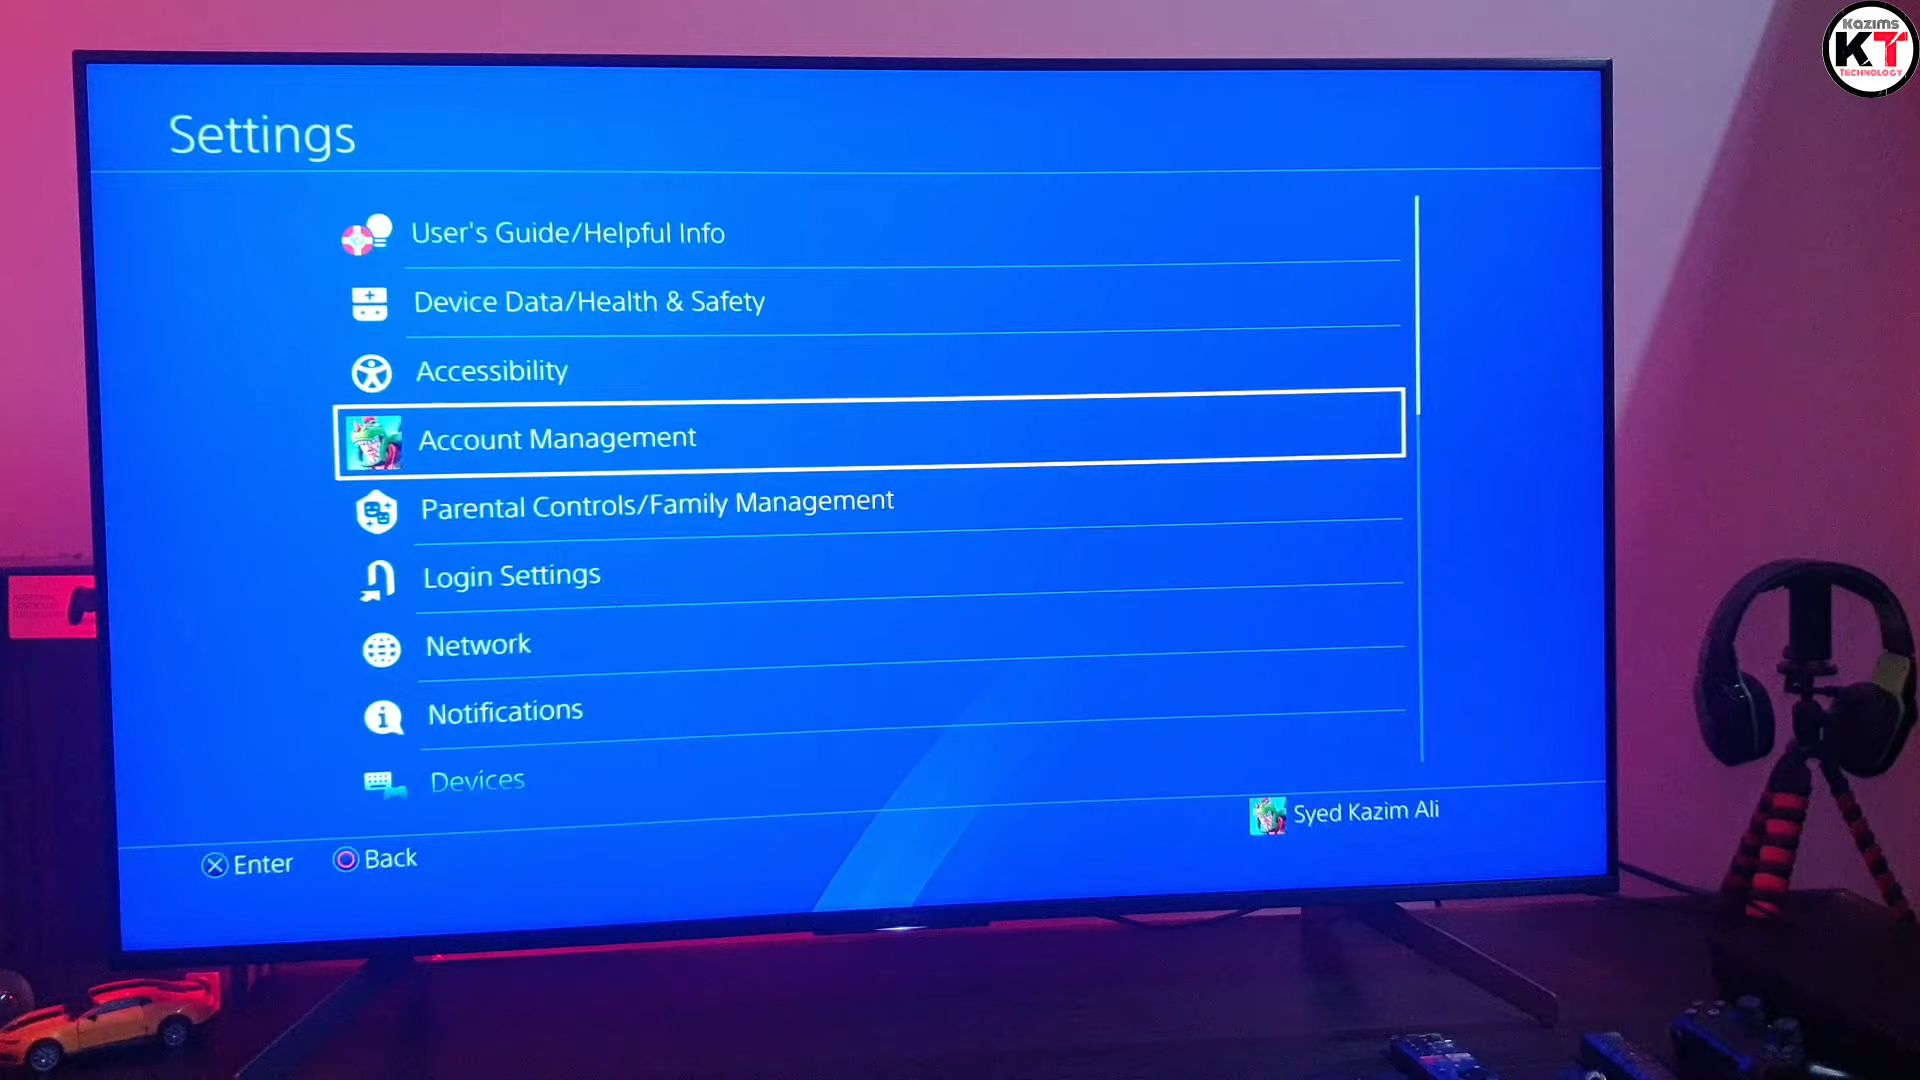 Kazims
KT
TECHNOLOGY
Settings
User's Guide/Helpful Info
Device Data/Health & Safety
Accessibility
Account Management
Parental Controls/Family Management
Login Settings
Network
Notifications
Devices
Syed Kazim Ali
Enter
Back